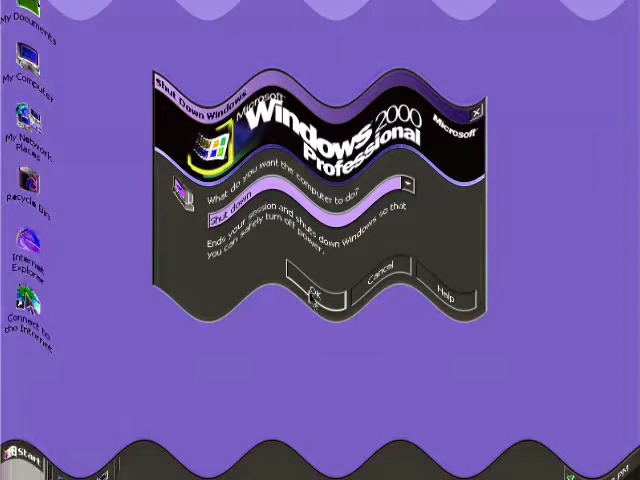 My Documents
My Computer
My Network
Places
Recycle Bin
Internet
Explorer
Connect to
the Internet
Shut Down Windows
Microsoft
Windows 2000
Professional
Microsoft
What do you want the computer to do?
Shut down
Ends your session and shuts down Windows so that
you can safely turn off power.
OK
Cancel
Help
Start
PM